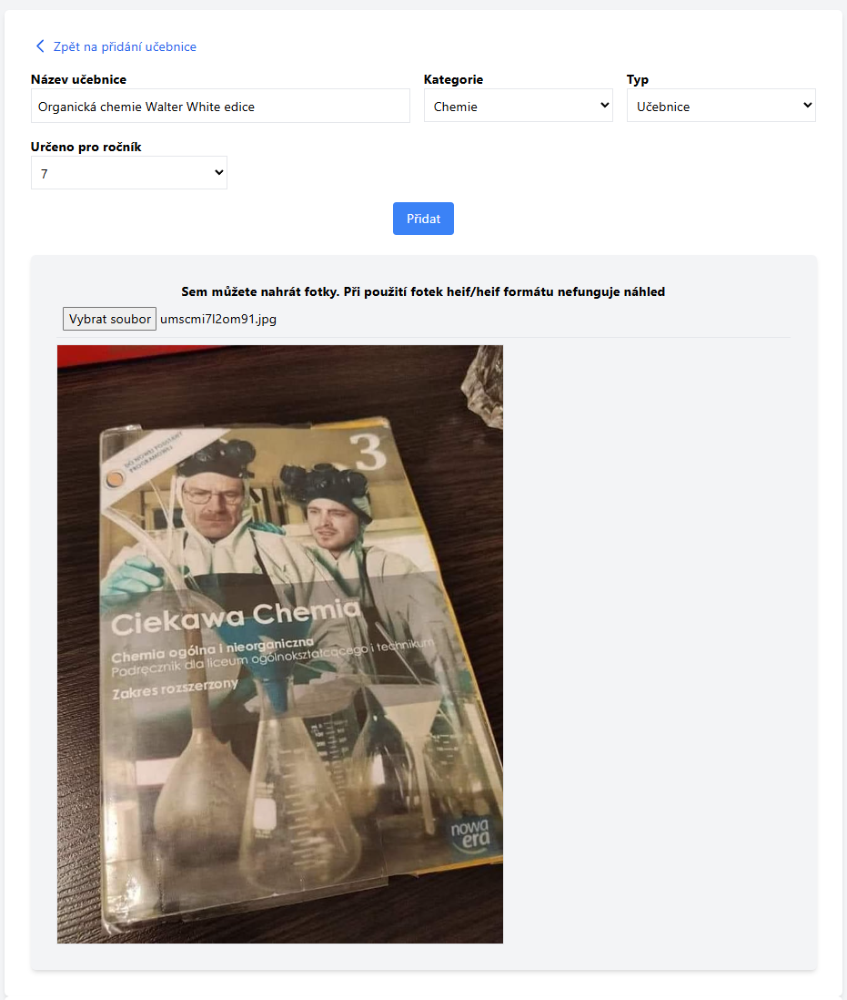 Zpět na přidání učebnice
Název učebnice
Kategorie
Typ
Organická chemie Walter White edice
Chemie
Učebnice
Určeno pro ročník
7
Přidat
Sem můžete nahrát fotky. Při použití fotek heif/heif formátu nefunguje náhled
Vybrat soubor umscmi7l2om91.jpg
DO NOWEJ PODSTAWY
PROGRAMOWEJ
3
Ciekawa Chemia
Chemia ogólna i nieorganiczna
Podręcznik dla liceum ogólnokształcącego i technikum
Zakres rozszerzony
nowa
era